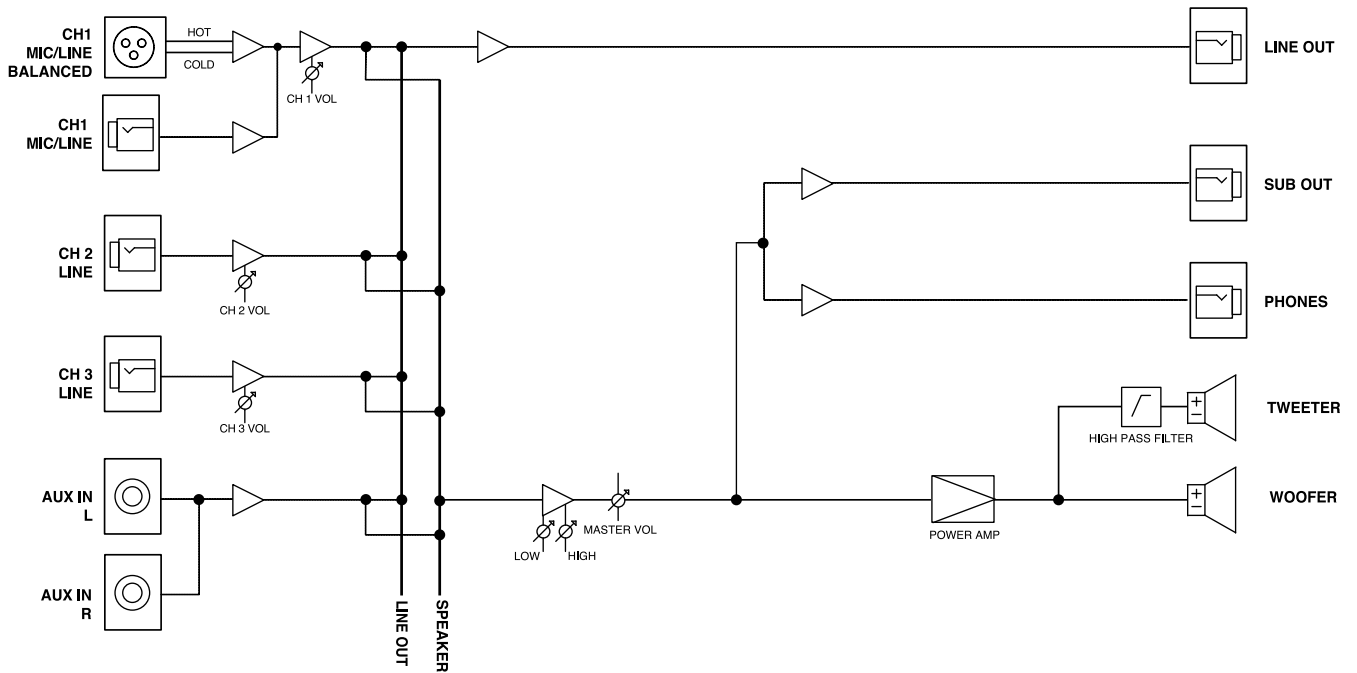 CH1
MIC/LINE
BALANCED
HOT
COLD
CH 1 VOL
LINE OUT
CH1
MIC/LINE
SUB OUT
CH 2
LINE
CH 2 VOL
PHONES
CH 3
LINE
CH 3 VOL
TWEETER
HIGH PASS FILTER
AUX IN
L
LOW
HIGH
MASTER VOL
POWER AMP
WOOFER
AUX IN
R
LINE OUT
SPEAKER